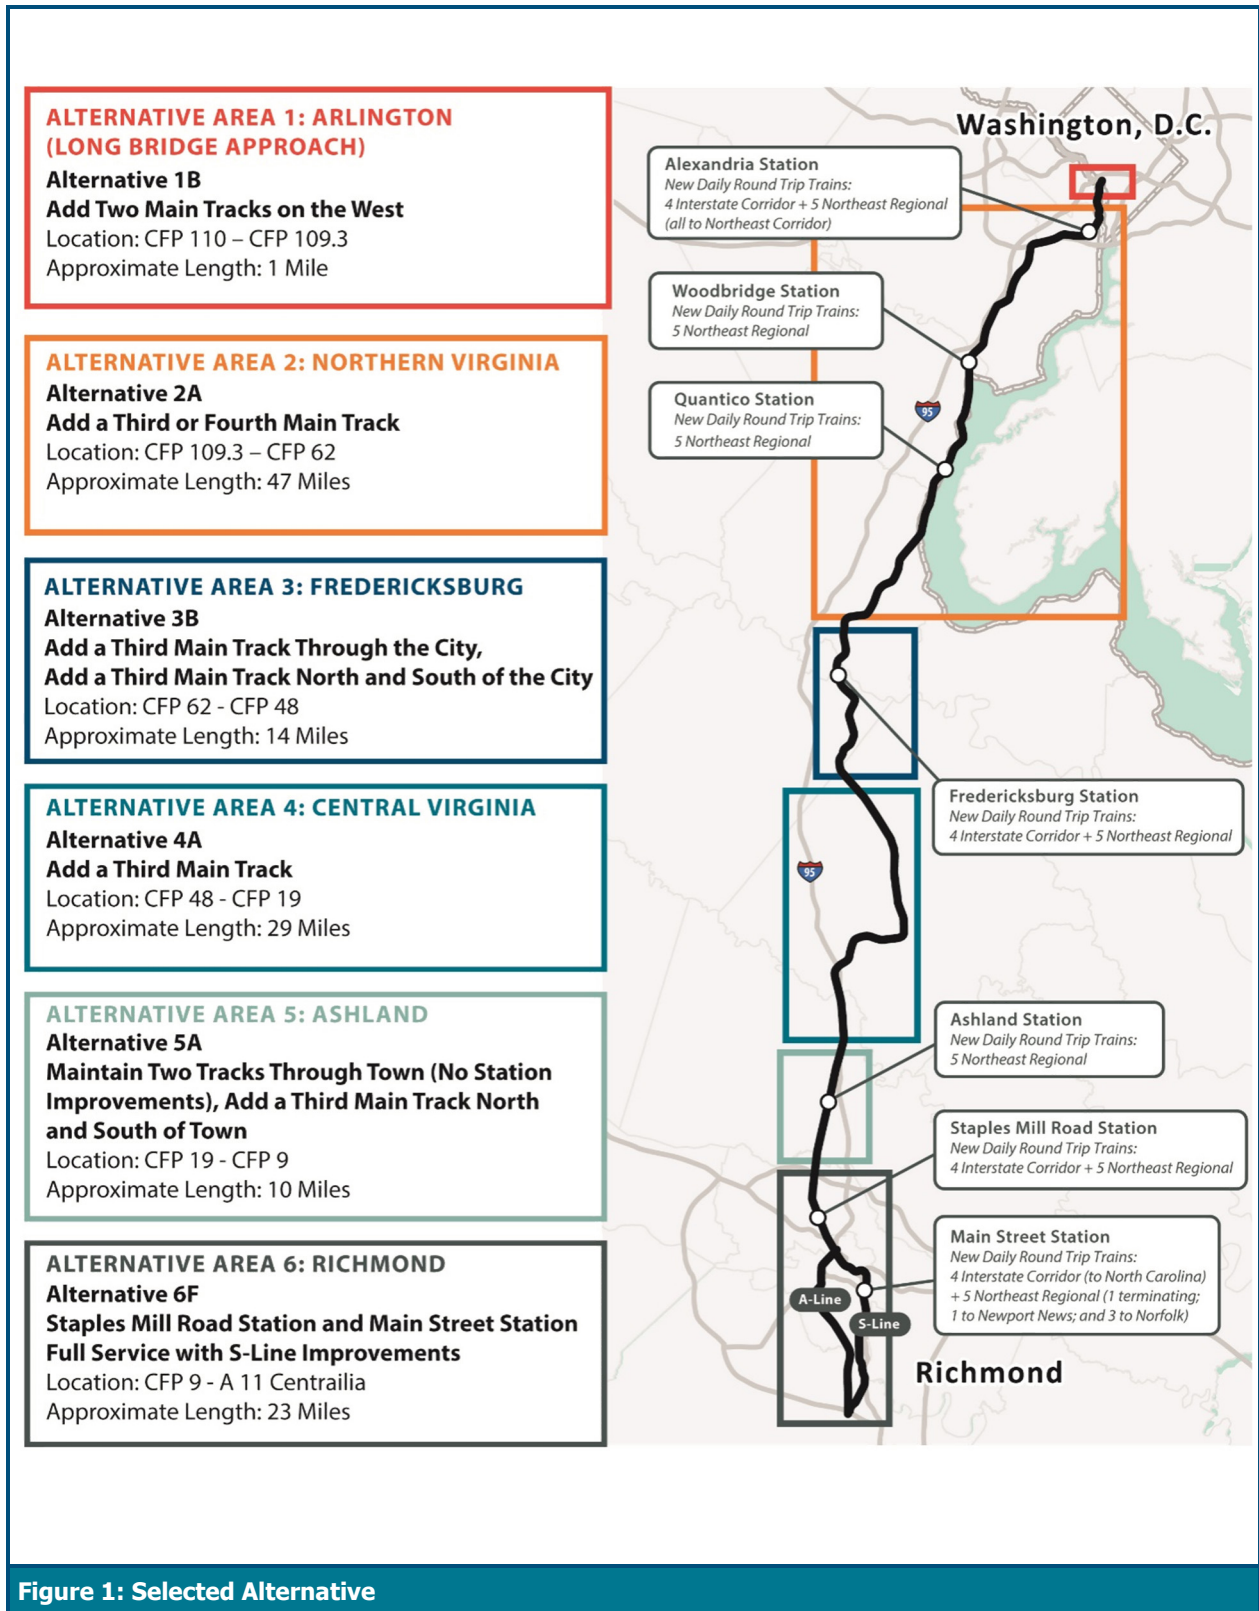 ALTERNATIVE AREA 1: ARLINGTON
(LONG BRIDGE APPROACH)
Alternative 1B
Add Two Main Tracks on the West
Location: CFP 110 – CFP 109.3
Approximate Length: 1 Mile
ALTERNATIVE AREA 2: NORTHERN VIRGINIA
Alternative 2A
Add a Third or Fourth Main Track
Location: CFP 109.3 – CFP 62
Approximate Length: 47 Miles
ALTERNATIVE AREA 3: FREDERICKSBURG
Alternative 3B
Add a Third Main Track Through the City,
Add a Third Main Track North and South of the City
Location: CFP 62 - CFP 48
Approximate Length: 14 Miles
ALTERNATIVE AREA 4: CENTRAL VIRGINIA
Alternative 4A
Add a Third Main Track
Location: CFP 48 - CFP 19
Approximate Length: 29 Miles
ALTERNATIVE AREA 5: ASHLAND
Alternative 5A
Maintain Two Tracks Through Town (No Station
Improvements), Add a Third Main Track North
and South of Town
Location: CFP 19 - CFP 9
Approximate Length: 10 Miles
ALTERNATIVE AREA 6: RICHMOND
Alternative 6F
Staples Mill Road Station and Main Street Station
Full Service with S-Line Improvements
Location: CFP 9 - A 11 Centrailia
Approximate Length: 23 Miles
Washington, D.C.
Alexandria Station
New Daily Round Trip Trains:
4 Interstate Corridor + 5 Northeast Regional
(all to Northeast Corridor)
Woodbridge Station
New Daily Round Trip Trains:
5 Northeast Regional
Quantico Station
New Daily Round Trip Trains:
5 Northeast Regional
95
Fredericksburg Station
New Daily Round Trip Trains:
4 Interstate Corridor + 5 Northeast Regional
95
Ashland Station
New Daily Round Trip Trains:
5 Northeast Regional
Staples Mill Road Station
New Daily Round Trip Trains:
4 Interstate Corridor + 5 Northeast Regional
Main Street Station
New Daily Round Trip Trains:
4 Interstate Corridor (to North Carolina)
+ 5 Northeast Regional (1 terminating;
1 to Newport News; and 3 to Norfolk)
A-Line
S-Line
Richmond
Figure 1: Selected Alternative